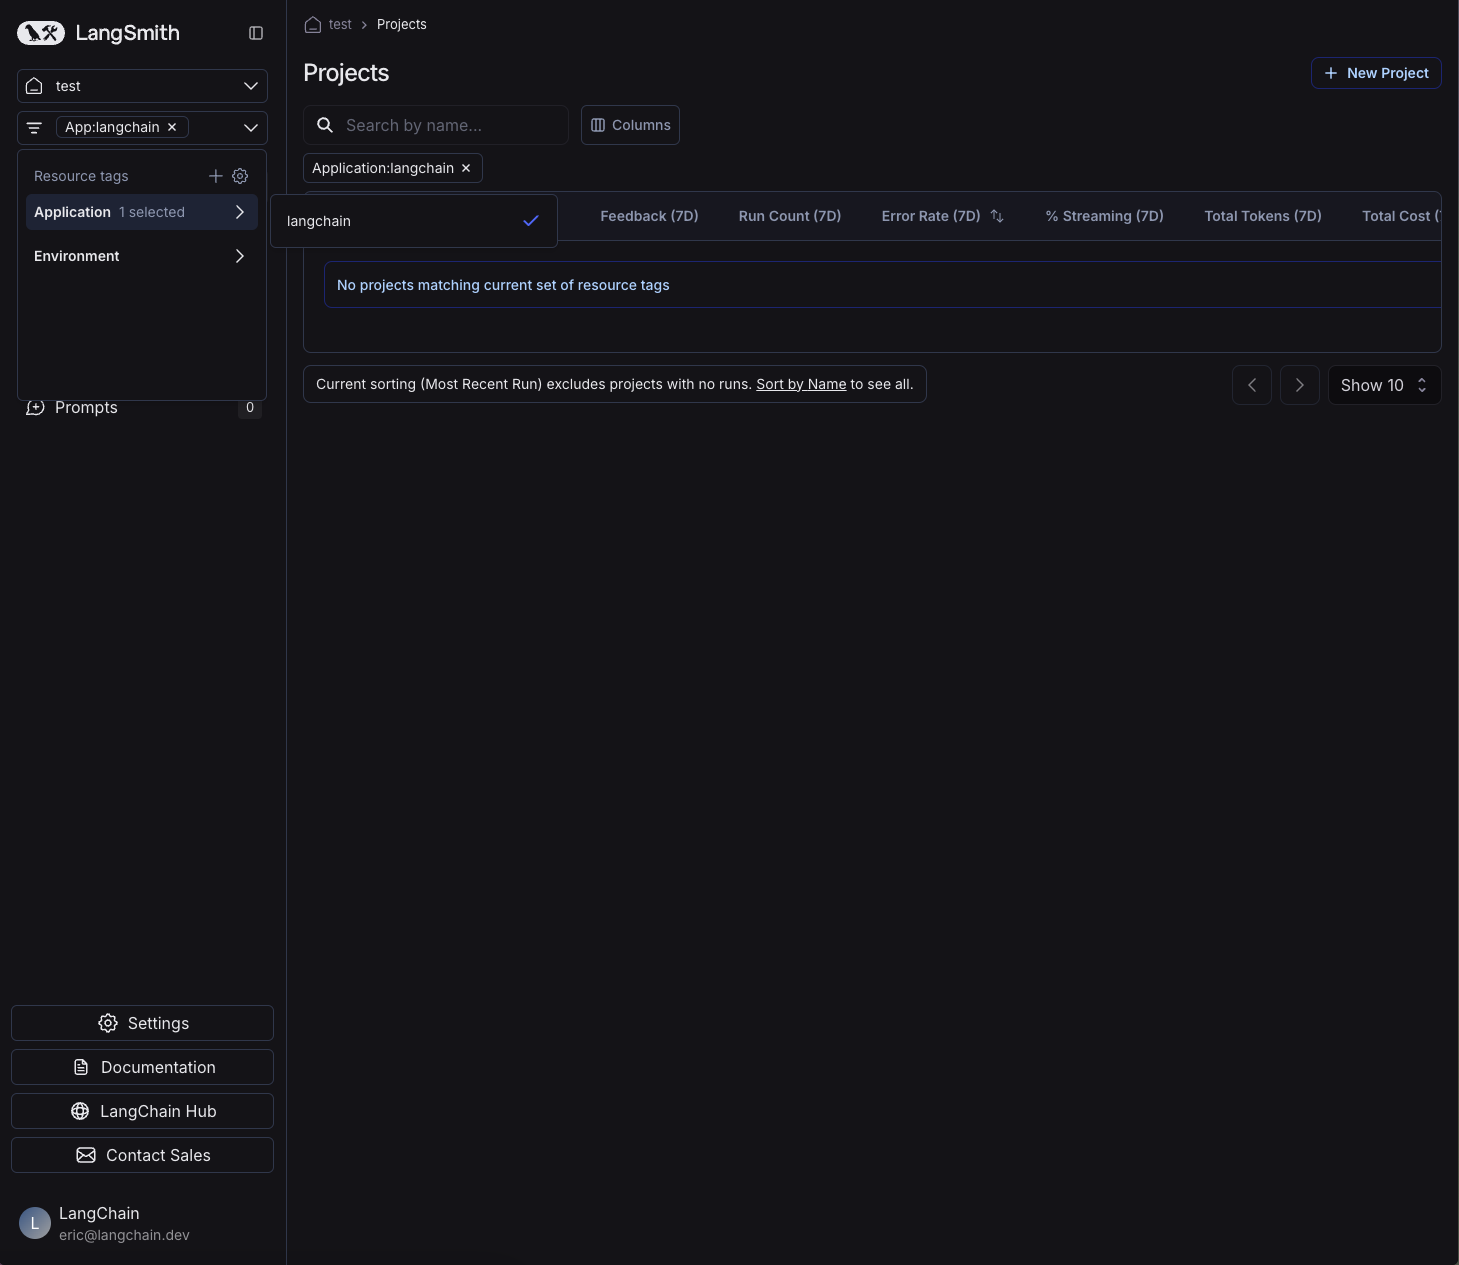 LangSmith
test
App:langchain
Resource tags
Application 1 selected
Environment
Prompts 0
Settings
Documentation
LangChain Hub
Contact Sales
L
LangChain
eric@langchain.dev
test > Projects
Projects
New Project
Search by name...
Columns
Application:langchain
langchain
Feedback (7D) Run Count (7D) Error Rate (7D) % Streaming (7D) Total Tokens (7D) Total Cost (
No projects matching current set of resource tags
Current sorting (Most Recent Run) excludes projects with no runs. Sort by Name to see all.
Show 10